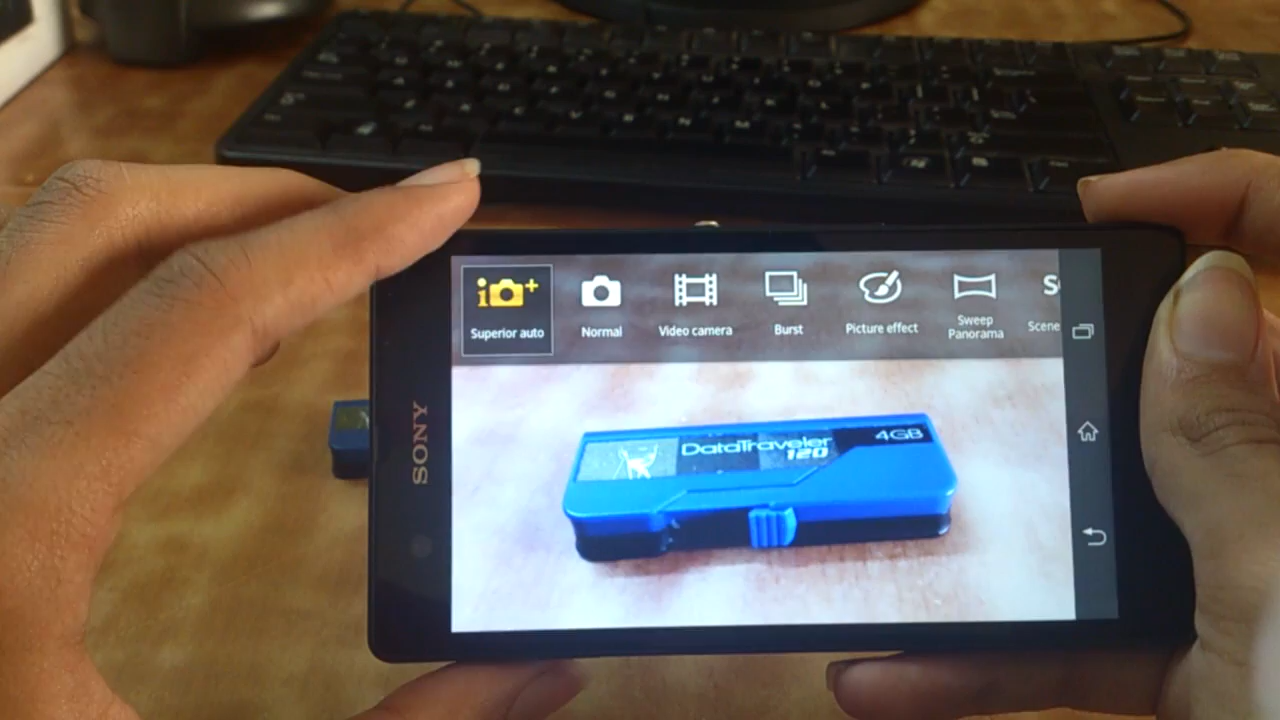 SONY
Superior auto
Normal
Video camera
Burst
Picture effect
Sweep
Panorama
Scene
DataTraveler
120
4GB